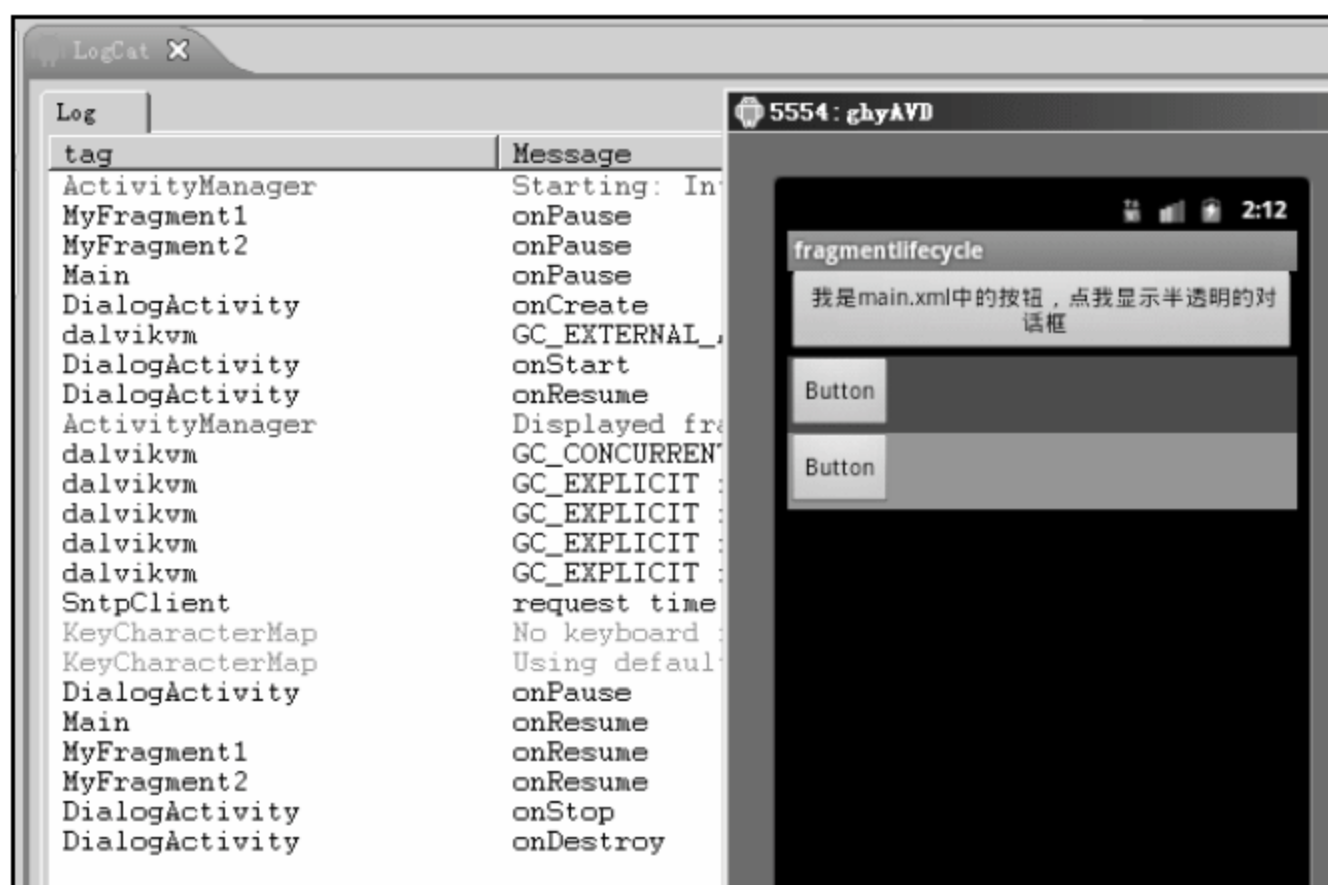 LogCat
Log
tag Message
ActivityManager Starting:
MyFragment1 onPause
MyFragment2 onPause
Main onPause
DialogActivity onCreate
dalvikvm GC_EXTERNAL_
DialogActivity onStart
DialogActivity onResume
ActivityManager Displayed
dalvikvm GC_CONCURREN
dalvikvm GC_EXPLICIT
dalvikvm GC_EXPLICIT
dalvikvm GC_EXPLICIT
dalvikvm GC_EXPLICIT
SntpClient request time
KeyCharacterMap No keyboard
KeyCharacterMap Using defaul
DialogActivity onPause
Main onResume
MyFragment1 onResume
MyFragment2 onResume
DialogActivity onStop
DialogActivity onDestroy
5554:ghyAVD
2:12
fragmentlifecycle
我是main.xml中的按钮，点我显示半透明的对
话框
Button
Button